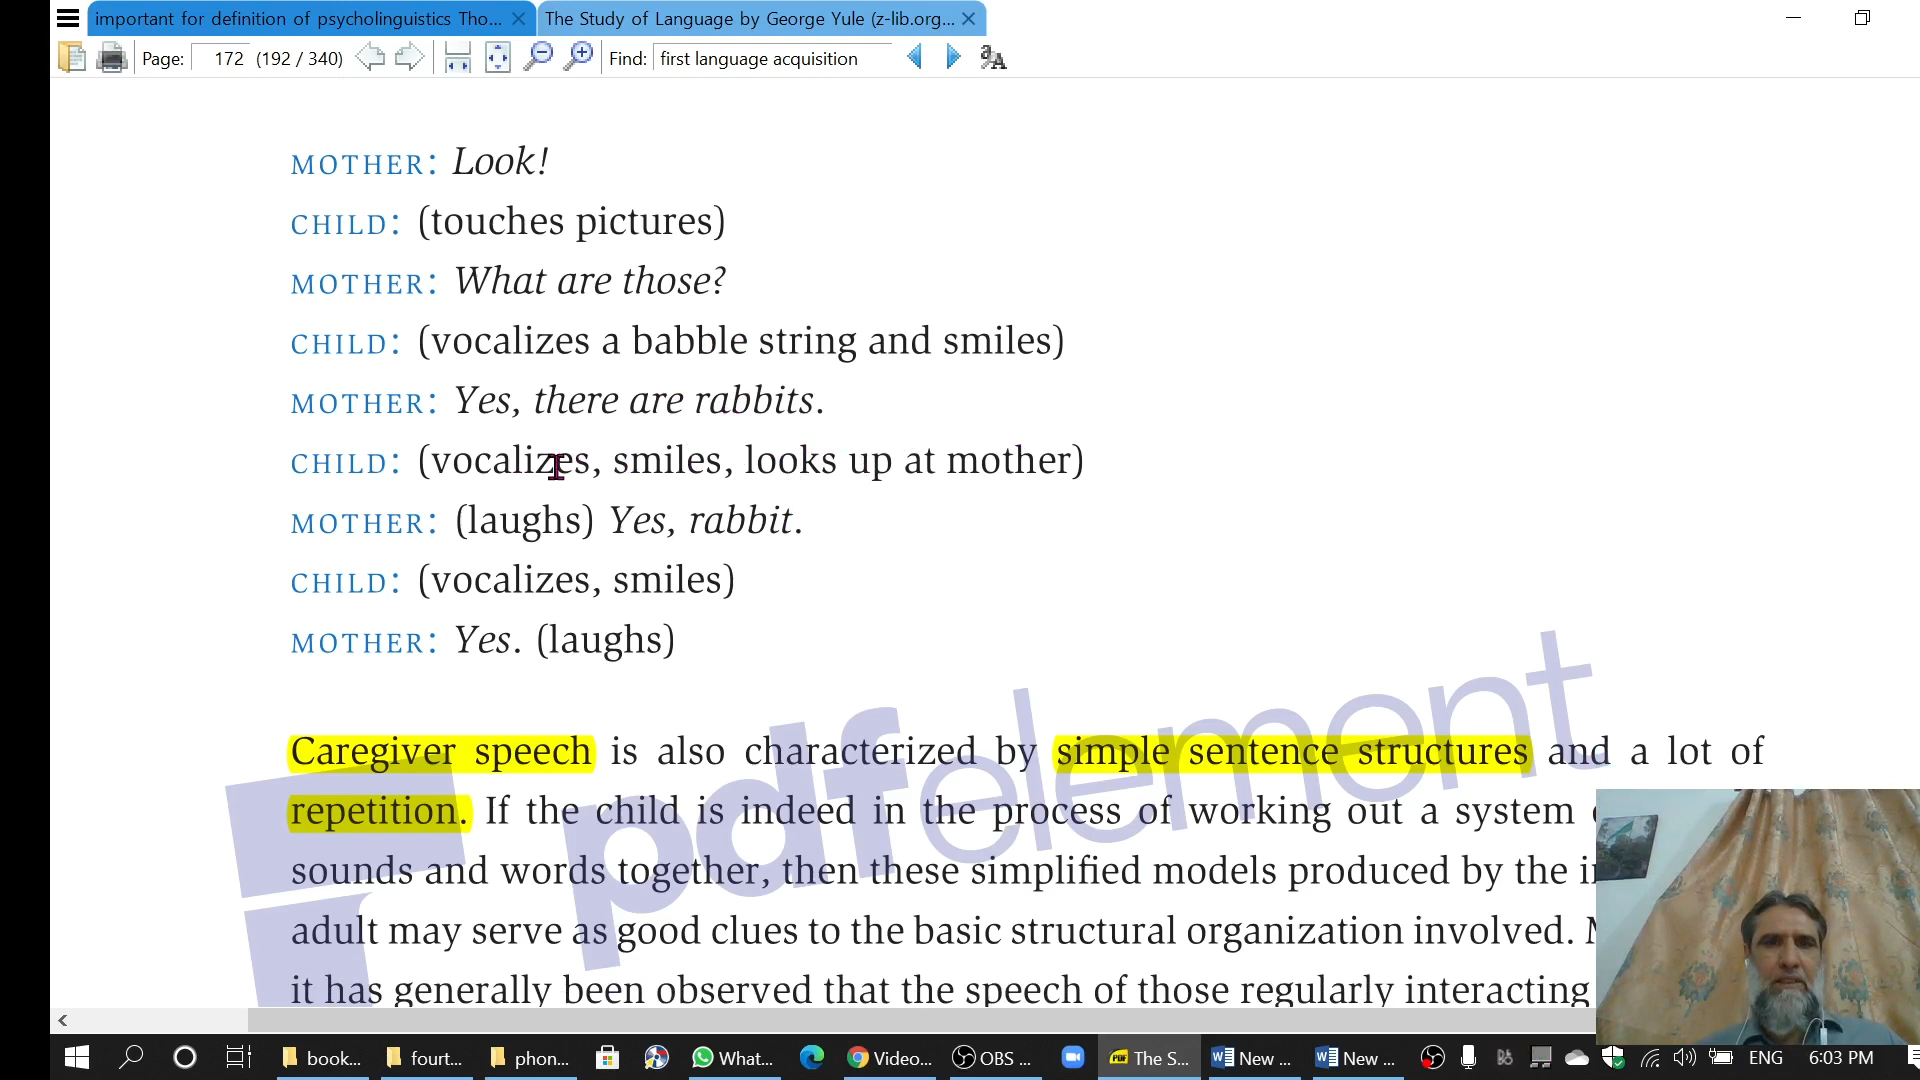 important for definition of psycholinguistics Tho...
The Study of Language by George Yule (z-lib.org...
Page: 172 (192 / 340) Find: first language acquisition
MOTHER: Look!
CHILD: (touches pictures)
MOTHER: What are those?
CHILD: (vocalizes a babble string and smiles)
MOTHER: Yes, there are rabbits.
CHILD: (vocalizes, smiles, looks up at mother)
MOTHER: (laughs) Yes, rabbit.
CHILD: (vocalizes, smiles)
MOTHER: Yes. (laughs)
Caregiver speech is also characterized by simple sentence structures and a lot of
repetition. If the child is indeed in the process of working out a system
sounds and words together, then these simplified models produced by the
adult may serve as good clues to the basic structural organization involved.
it has generally been observed that the speech of those regularly interacting
pdfelement
book... fourt... phon... What... Video... OBS ... The S... New ... New ... ENG 6:03 PM